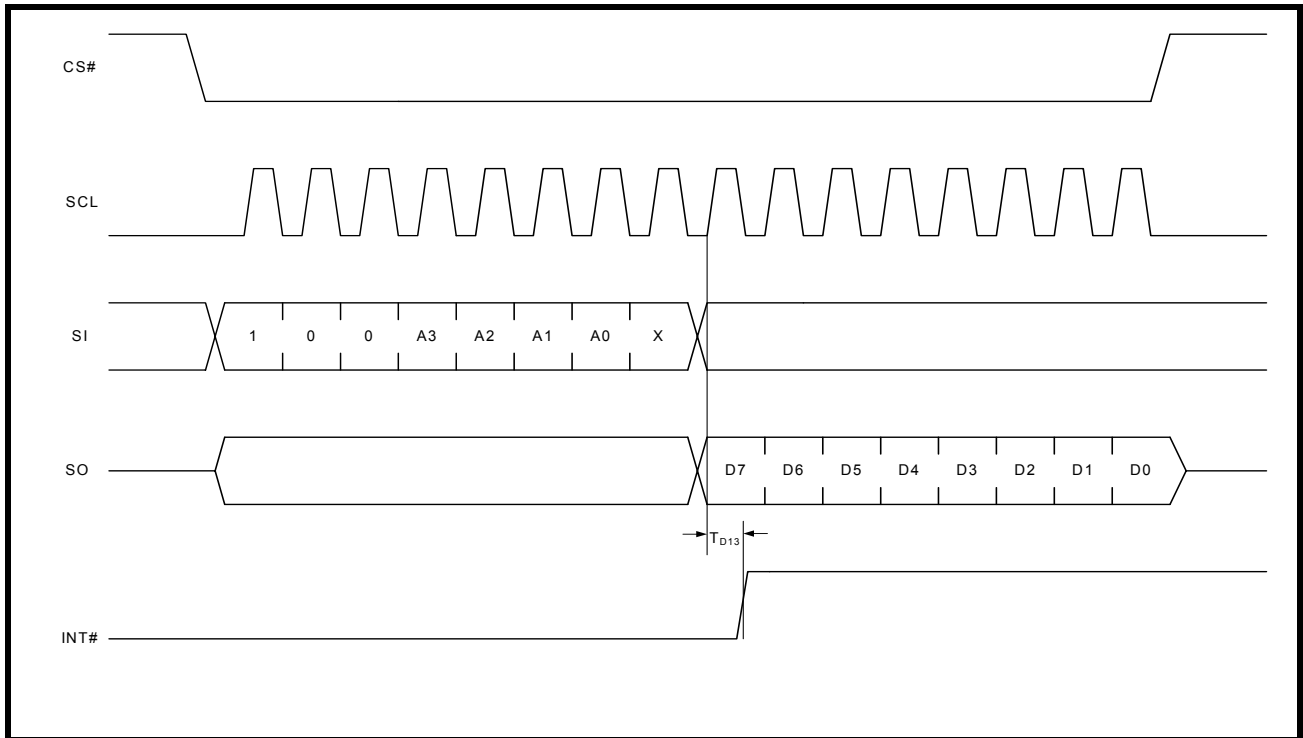 CS#
SCL
SI
1 0 0 A3 A2 A1 A0 X
SO
D7 D6 D5 D4 D3 D2 D1 D0
TD13
INT#